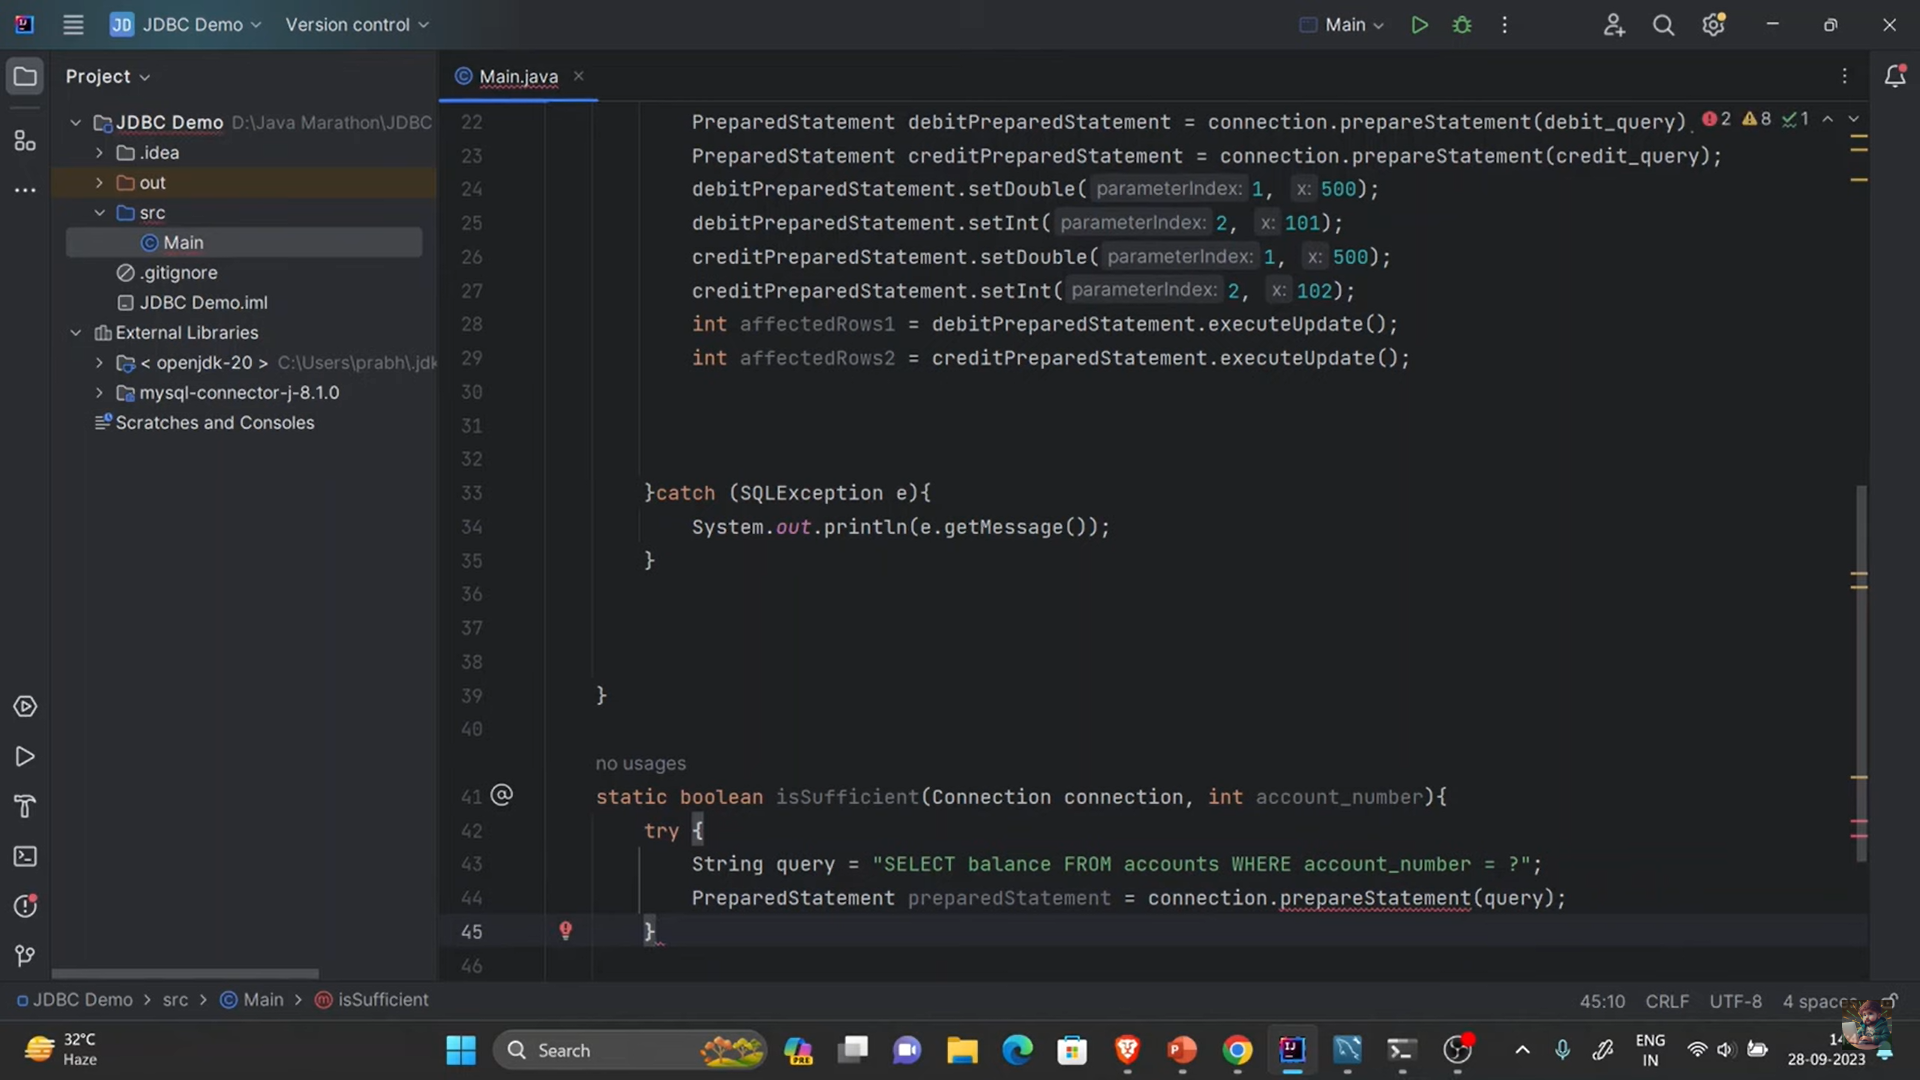 JD JDBC Demo Version control Main
Project Main.java
JDBC Demo D:\Java Marathon\JDBC
.idea
out
src
Main
.gitignore
JDBC Demo.iml
External Libraries
< openjdk-20 > C:\Users\prabh\.jdk
mysql-connector-j-8.1.0
Scratches and Consoles
22 PreparedStatement debitPreparedStatement = connection.prepareStatement(debit_query) 2 8 1
23 PreparedStatement creditPreparedStatement = connection.prepareStatement(credit_query);
24 debitPreparedStatement.setDouble( parameterIndex: 1, x: 500);
25 debitPreparedStatement.setInt( parameterIndex: 2, x: 101);
26 creditPreparedStatement.setDouble( parameterIndex: 1, x: 500);
27 creditPreparedStatement.setInt( parameterIndex: 2, x: 102);
28 int affectedRows1 = debitPreparedStatement.executeUpdate();
29 int affectedRows2 = creditPreparedStatement.executeUpdate();
30
31
32
33 }catch (SQLException e){
34 System.out.println(e.getMessage());
35 }
36
37
38
39 }
40
no usages
41 @ static boolean isSufficient(Connection connection, int account_number){
42 try {
43 String query = "SELECT balance FROM accounts WHERE account_number = ?";
44 PreparedStatement preparedStatement = connection.prepareStatement(query);
45 }
46
JDBC Demo > src > Main > isSufficient 45:10 CRLF UTF-8 4
32°C
Haze
Search
PRE
ENG
IN
28-09-2023